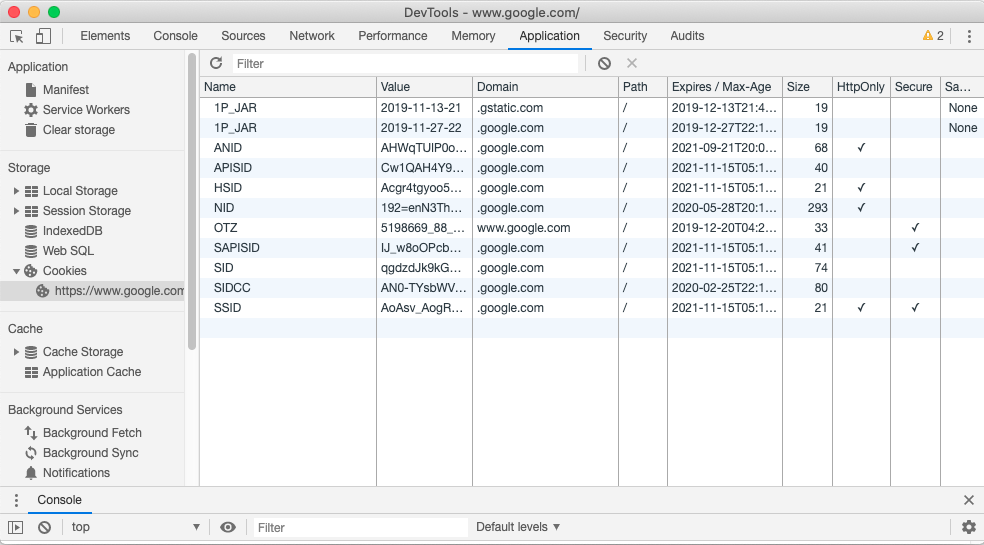 DevTools - www.google.com/
Elements Console Sources Network Performance Memory Application Security Audits 2
Application
Manifest
Service Workers
Clear storage
Storage
Local Storage
Session Storage
IndexedDB
Web SQL
Cookies
https://www.google.com
Cache
Cache Storage
Application Cache
Background Services
Background Fetch
Background Sync
Notifications
Filter
Name Value Domain Path Expires / Max-Age Size HttpOnly Secure Sa…
1P_JAR 2019-11-13-21 .gstatic.com / 2019-12-13T21:4… 19 None
1P_JAR 2019-11-27-22 .google.com / 2019-12-27T22:1… 19 None
ANID AHWqTUIP0o… .google.com / 2021-09-21T20:0… 68 ✓
APISID Cw1QAH4Y9… .google.com / 2021-11-15T05:1… 40
HSID Acgr4tgyoo5… .google.com / 2021-11-15T05:1… 21 ✓
NID 192=enN3Th… .google.com / 2020-05-28T20:1… 293 ✓
OTZ 5198669_88_… www.google.com / 2019-12-20T04:2… 33 ✓
SAPISID IJ_w8oOPcb… .google.com / 2021-11-15T05:1… 41 ✓
SID qgdzdJk9kG… .google.com / 2021-11-15T05:1… 74
SIDCC AN0-TYsbWV… .google.com / 2020-02-25T22:1… 80
SSID AoAsv_AogR… .google.com / 2021-11-15T05:1… 21 ✓ ✓
Console
top Filter Default levels